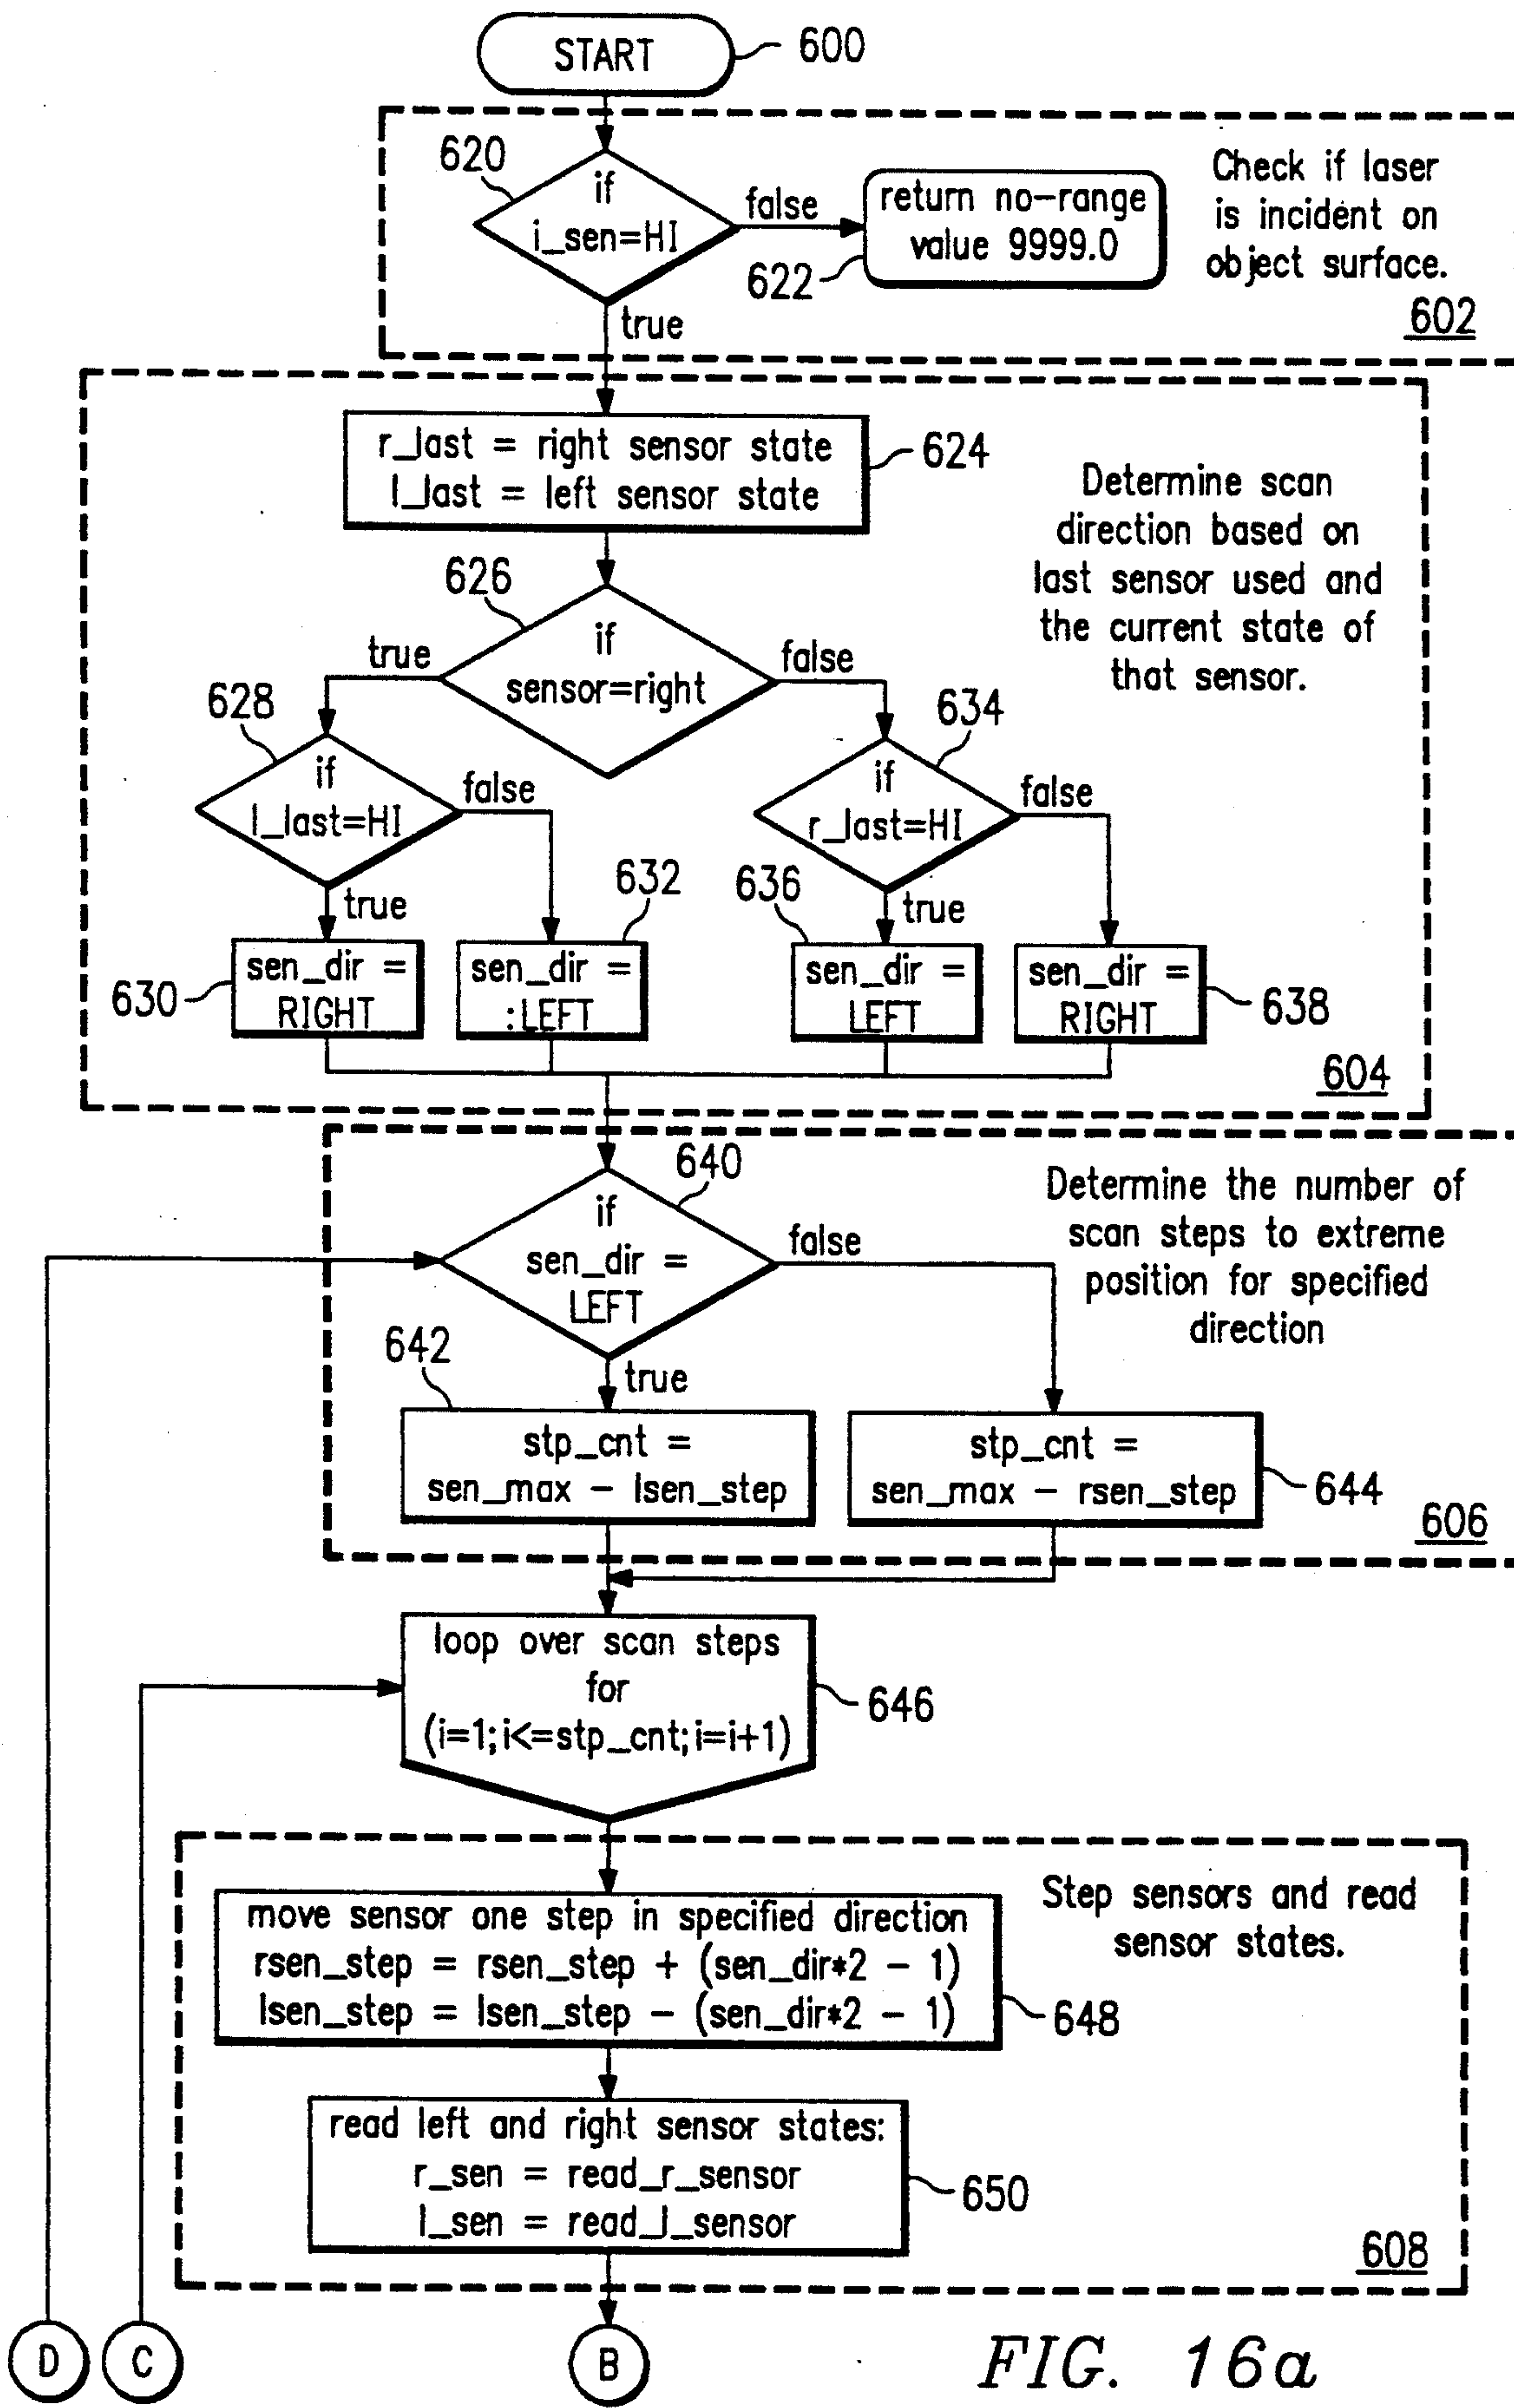 START
600
620
if
i_sen=HI
false
return no-range
value 9999.0
622
true
Check if laser
is incident on
object surface.
602
r_last = right sensor state
l_last = left sensor state
624
Determine scan
direction based on
last sensor used and
the current state of
that sensor.
626
if
sensor=right
true
false
628
if
l_last=HI
false
true
634
if
r_last=HI
false
true
630
sen_dir =
RIGHT
632
sen_dir =
:LEFT
636
sen_dir =
LEFT
sen_dir =
RIGHT
638
604
640
if
sen_dir =
LEFT
false
true
Determine the number of
scan steps to extreme
position for specified
direction
642
stp_cnt =
sen_max - lsen_step
stp_cnt =
sen_max - rsen_step
644
606
loop over scan steps
for
(i=1;i<=stp_cnt;i=i+1)
646
Step sensors and read
sensor states.
move sensor one step in specified direction
rsen_step = rsen_step + (sen_dir*2 - 1)
lsen_step = lsen_step - (sen_dir*2 - 1)
648
read left and right sensor states:
r_sen = read_r_sensor
l_sen = read_l_sensor
650
608
D
C
B
FIG. 16a